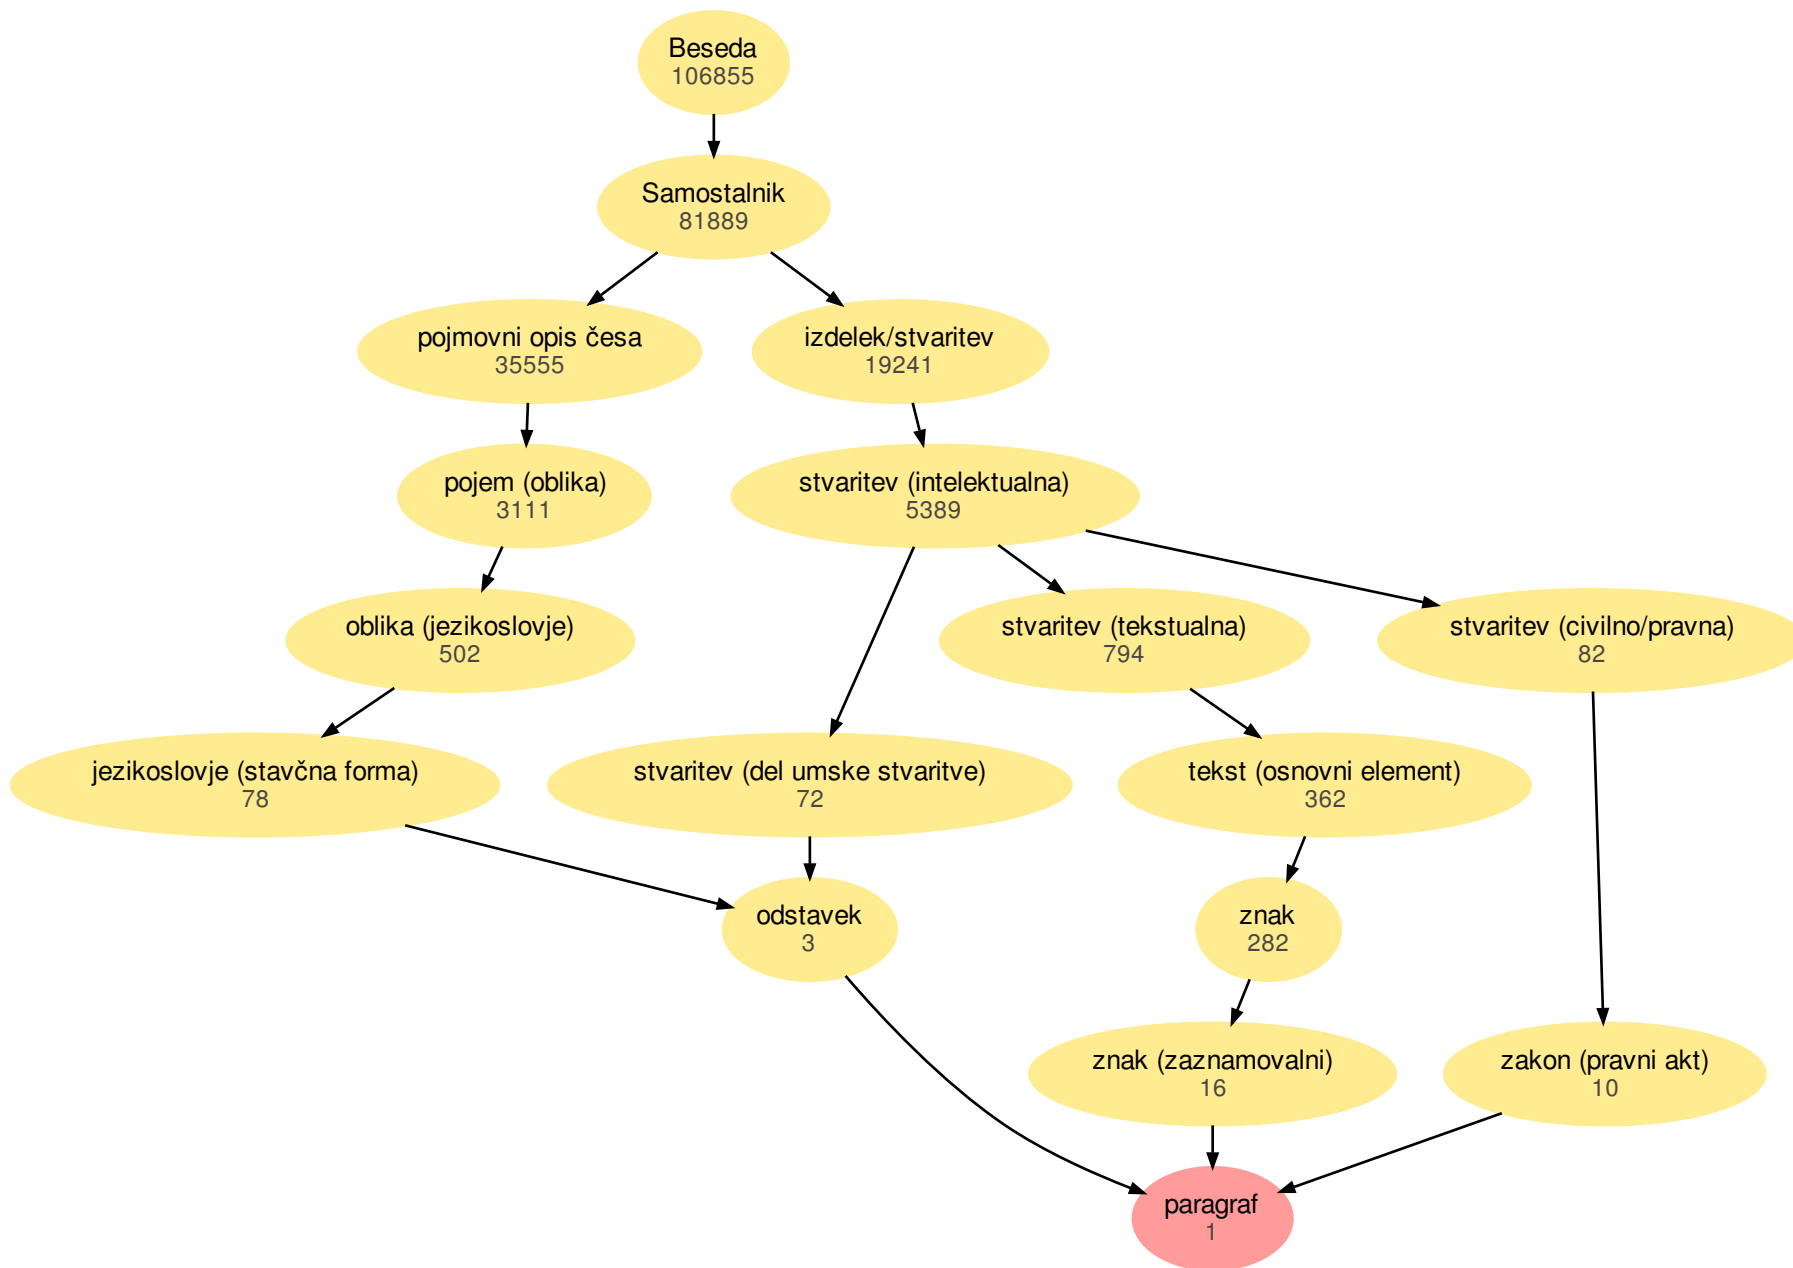 Beseda
106855
Samostalnik
81889
pojmovni opis česa
35555
izdelek/stvaritev
19241
pojem (oblika)
3111
stvaritev (intelektualna)
5389
oblika (jezikoslovje)
502
stvaritev (tekstualna)
794
stvaritev (civilno/pravna)
82
jezikoslovje (stavčna forma)
78
stvaritev (del umske stvaritve)
72
tekst (osnovni element)
362
odstavek
3
znak
282
znak (zaznamovalni)
16
zakon (pravni akt)
10
paragraf
1